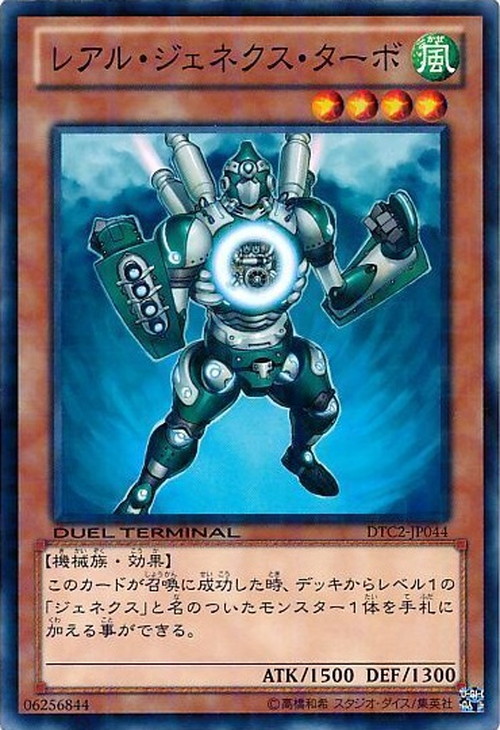 レアル・ジェネクス・ターボ
風
DUEL TERMINAL
DTC2-JP044
【機械族・効果】
このカードが召喚に成功した時、デッキからレベル1の
「ジェネクス」と名のついたモンスター1体を手札に
加える事ができる。
ATK/1500 DEF/1300
06256844
©高橋和希 スタジオ・ダイス/集英社